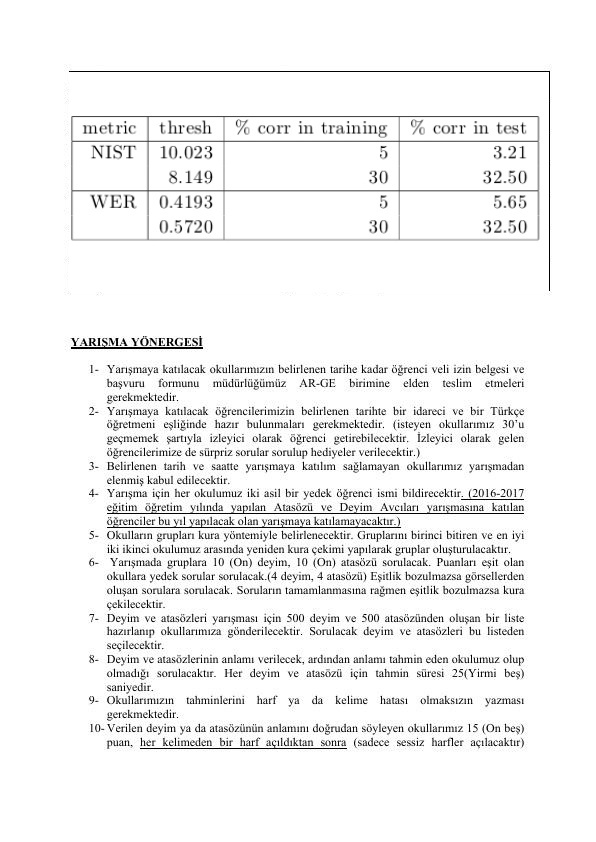 metric thresh % corr in training % corr in test
NIST 10.023 5 3.21
8.149 30 32.50
WER 0.4193 5 5.65
0.5720 30 32.50
YARIŞMA YÖNERGESİ
1- Yarışmaya katılacak okullarımızın belirlenen tarihe kadar öğrenci veli izin belgesi ve
başvuru formunu müdürlüğümüz AR-GE birimine elden teslim etmeleri
gerekmektedir.
2- Yarışmaya katılacak öğrencilerimizin belirlenen tarihte bir idareci ve bir Türkçe
öğretmeni eşliğinde hazır bulunmaları gerekmektedir. (isteyen okullarımız 30’u
geçmemek şartıyla izleyici olarak öğrenci getirebilecektir. İzleyici olarak gelen
öğrencilerimize de sürpriz sorular sorulup hediyeler verilecektir.)
3- Belirlenen tarih ve saatte yarışmaya katılım sağlamayan okullarımız yarışmadan
elenmiş kabul edilecektir.
4- Yarışma için her okulumuz iki asil bir yedek öğrenci ismi bildirecektir. (2016-2017
eğitim öğretim yılında yapılan Atasözü ve Deyim Avcıları yarışmasına katılan
öğrenciler bu yıl yapılacak olan yarışmaya katılamayacaktır.)
5- Okulların grupları kura yöntemiyle belirlenecektir. Gruplarını birinci bitiren ve en iyi
iki ikinci okulumuz arasında yeniden kura çekimi yapılarak gruplar oluşturulacaktır.
6- Yarışmada gruplara 10 (On) deyim, 10 (On) atasözü sorulacak. Puanları eşit olan
okullara yedek sorular sorulacak.(4 deyim, 4 atasözü) Eşitlik bozulmazsa görsellerden
oluşan sorulara sorulacak. Soruların tamamlanmasına rağmen eşitlik bozulmazsa kura
çekilecektir.
7- Deyim ve atasözleri yarışması için 500 deyim ve 500 atasözünden oluşan bir liste
hazırlanıp okullarımıza gönderilecektir. Sorulacak deyim ve atasözleri bu listeden
seçilecektir.
8- Deyim ve atasözlerinin anlamı verilecek, ardından anlamı tahmin eden okulumuz olup
olmadığı sorulacaktır. Her deyim ve atasözü için tahmin süresi 25(Yirmi beş)
saniyedir.
9- Okullarımızın tahminlerini harf ya da kelime hatası olmaksızın yazması
gerekmektedir.
10- Verilen deyim ya da atasözünün anlamını doğrudan söyleyen okullarımız 15 (On beş)
puan, her kelimeden bir harf açıldıktan sonra (sadece sessiz harfler açılacaktır)